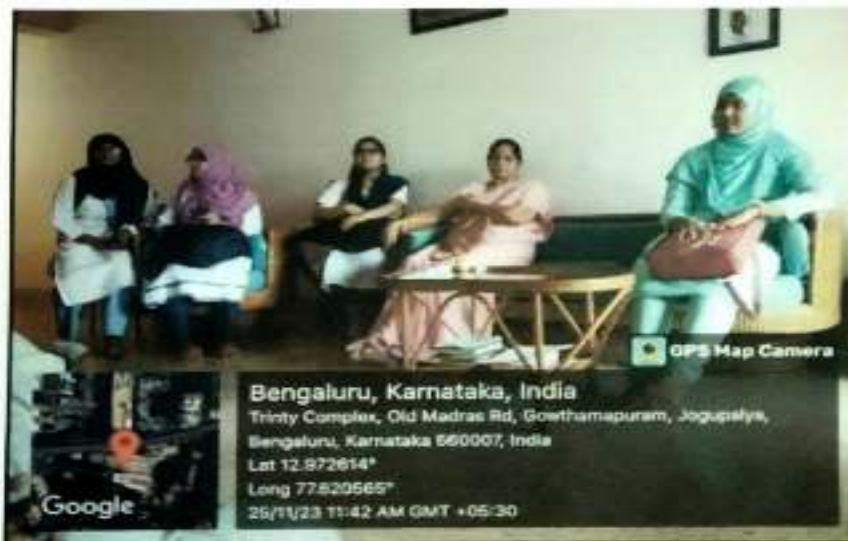 GPS Map Camera
Bengaluru, Karnataka, India
Trinty Complex, Old Madras Rd, Gowthamapuram, Jogupalya,
Bengaluru, Karnataka 560007, India
Lat 12.972614°
Long 77.620565°
25/11/23 11:42 AM GMT +05:30
Google